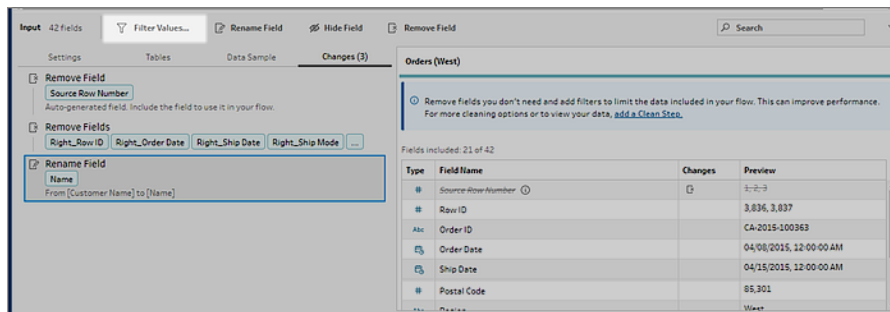 Input 42 fields Filter Values... Rename Field Hide Field Remove Field Search
Settings Tables Data Sample Changes (3)
Remove Field
Source Row Number
Auto-generated field. Include the field to use it in your flow.
Remove Fields
Right_Row ID Right_Order Date Right_Ship Date Right_Ship Mode ...
Rename Field
Name
From [Customer Name] to [Name]
Orders (West)
Remove fields you don't need and add filters to limit the data included in your flow. This can improve performance.
For more cleaning options or to view your data, add a Clean Step.
Fields included: 21 of 42
Type Field Name Changes Preview
# Source Row Number 1, 2, 3
# Row ID 3,836, 3,837
Abc Order ID CA-2015-100363
Order Date 04/08/2015, 12:00:00 AM
Ship Date 04/15/2015, 12:00:00 AM
# Postal Code 85,301
Abc Region West